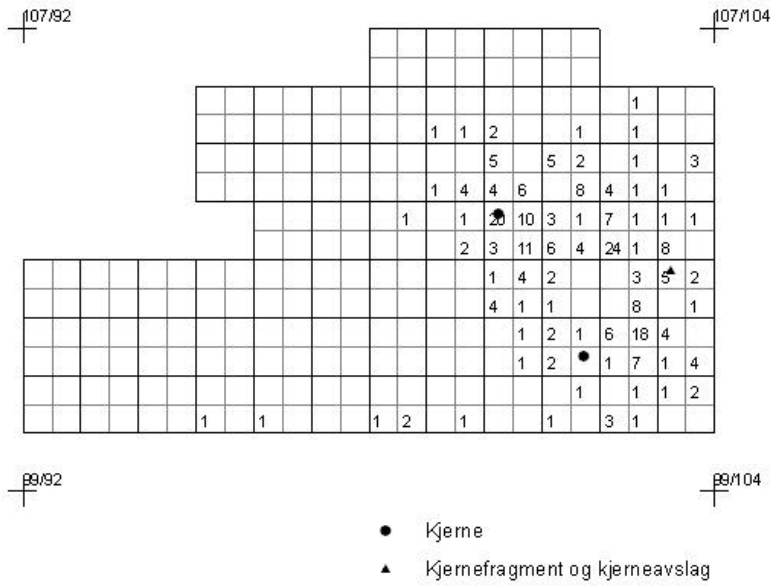 107/92 107/104
1
1 1 2 1 1
5 5 2 1 3
1 4 4 6 8 4 1 1
1 1 20 10 3 1 7 1 1 1
2 3 11 6 4 24 1 8
1 4 2 3 5 2
4 1 1 8 1
1 2 1 6 18 4
1 2 1 7 1 4
1 1 1 2
1 1 1 2 1 1 3 1
99/92 99/104
Kjerne
Kjernefragment og kjerneavslag